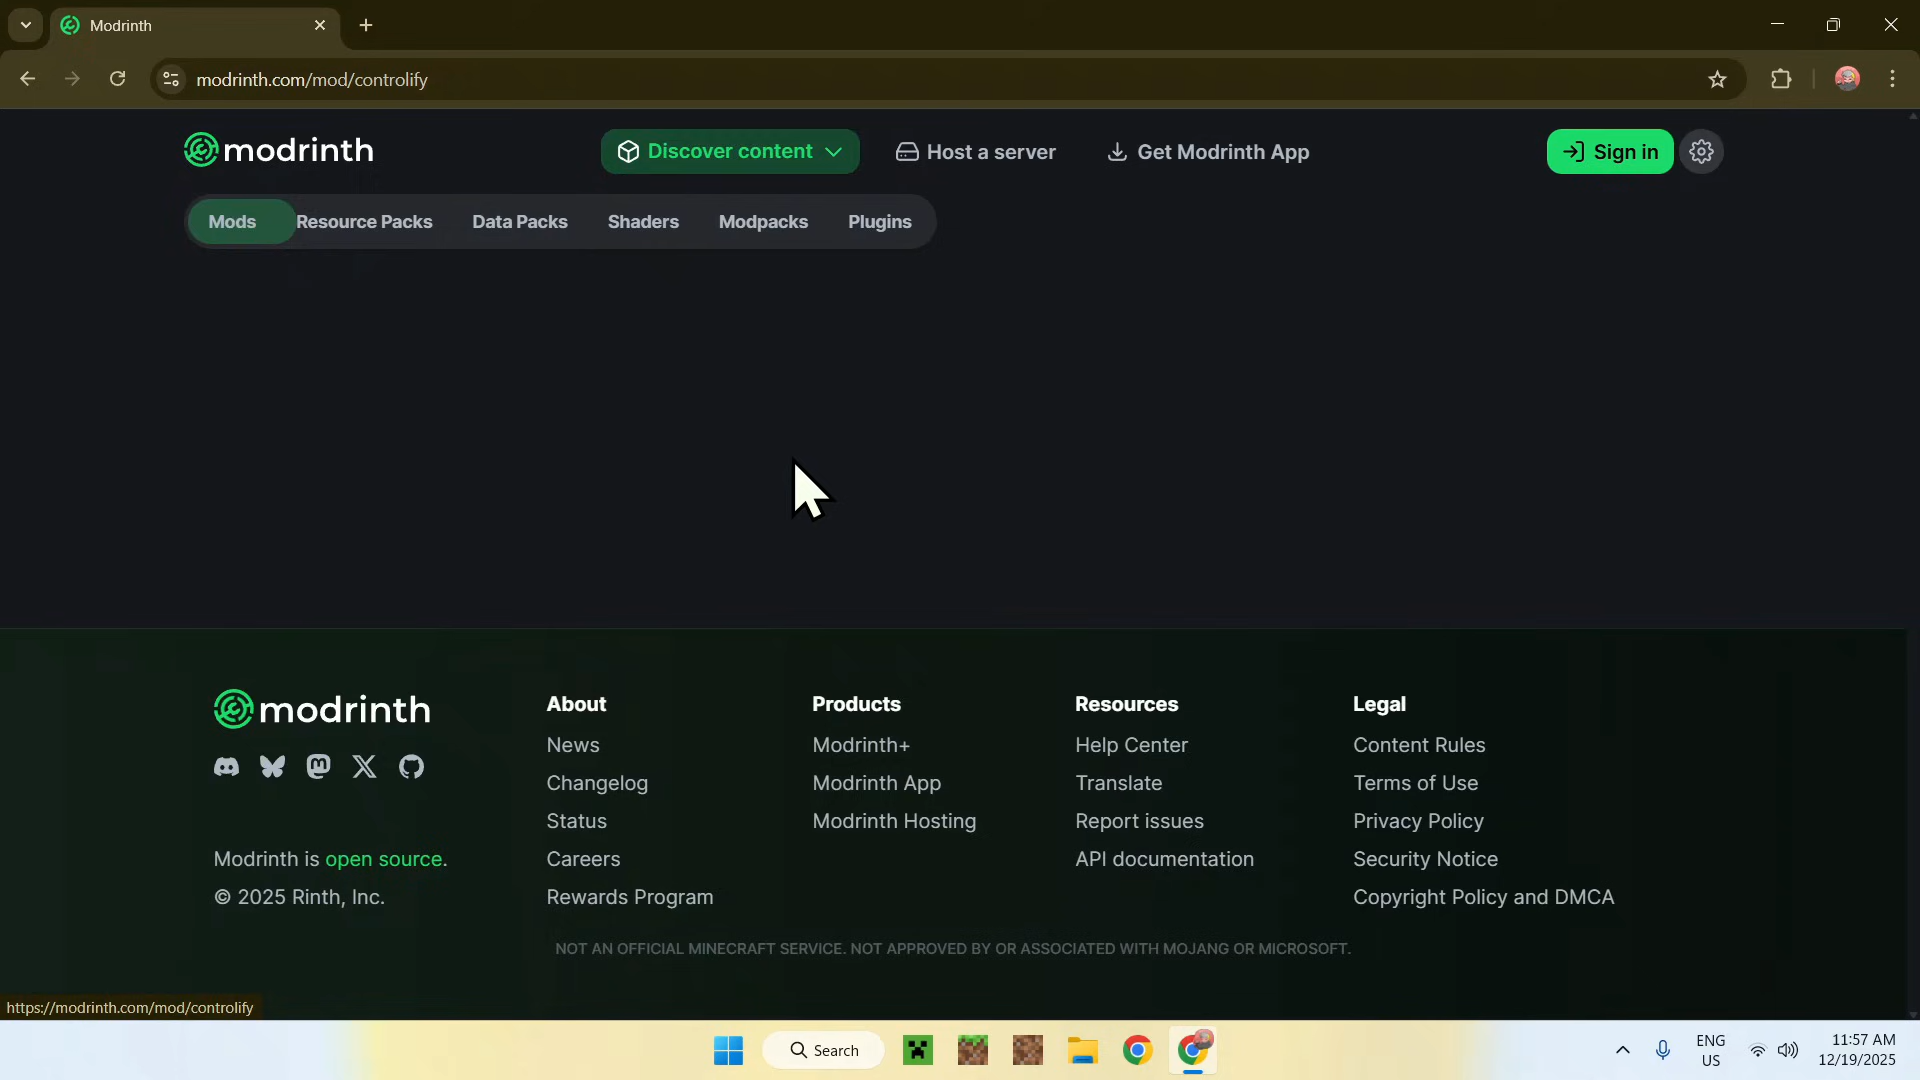 Modrinth
modrinth.com/mod/controlify
modrinth
Discover content
Host a server
Get Modrinth App
Sign in
Mods
Resource Packs
Data Packs
Shaders
Modpacks
Plugins
modrinth
Modrinth is open source.
© 2025 Rinth, Inc.
About
News
Changelog
Status
Careers
Rewards Program
Products
Modrinth+
Modrinth App
Modrinth Hosting
Resources
Help Center
Translate
Report issues
API documentation
Legal
Content Rules
Terms of Use
Privacy Policy
Security Notice
Copyright Policy and DMCA
NOT AN OFFICIAL MINECRAFT SERVICE. NOT APPROVED BY OR ASSOCIATED WITH MOJANG OR MICROSOFT.
https://modrinth.com/mod/controlify
Search
ENG
US
11:57 AM
12/19/2025